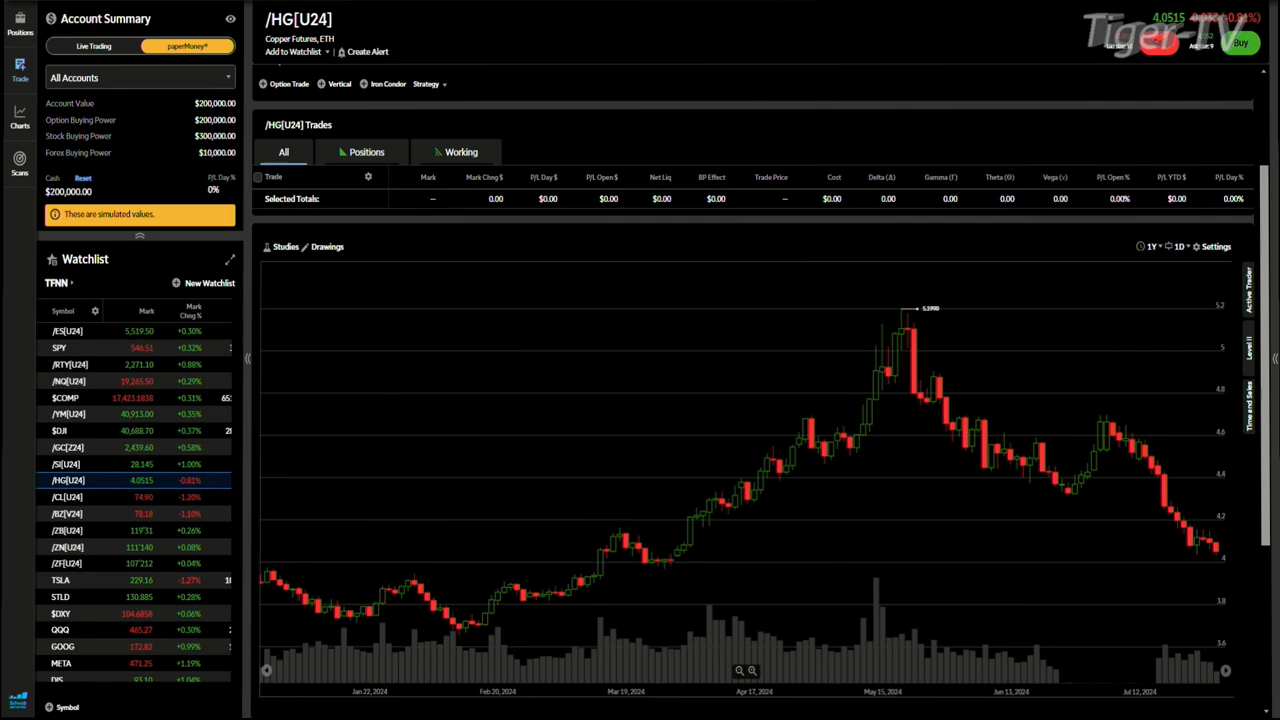 Positions
Trade
Charts
Scans
Account Summary
Live Trading
paperMoney®
All Accounts
Account Value $200,000.00
Option Buying Power $200,000.00
Stock Buying Power $300,000.00
Forex Buying Power $10,000.00
Cash Reset P/L Day %
$200,000.00 0%
These are simulated values.
Watchlist
TFNN
New Watchlist
Symbol Mark Mark Chng %
/ES[U24] 5,519.50 +0.30%
SPY 546.51 +0.32%
/RTY[U24] 2,271.10 +0.88%
/NQ[U24] 19,265.50 +0.29%
$COMP 17,423.1838 +0.31%
/YM[U24] 40,913.00 +0.35%
$DJI 40,688.70 +0.37%
/GC[Z24] 2,439.60 +0.58%
/SI[U24] 28.145 +1.00%
/HG[U24] 4.0515 -0.81%
/CL[U24] 74.90 -1.20%
/BZ[V24] 78.18 -1.10%
/ZB[U24] 119'31 +0.26%
/ZN[U24] 111'140 +0.08%
/ZF[U24] 107'212 +0.04%
TSLA 229.16 -1.27%
STLD 130.885 +0.28%
$DXY 104.6858 +0.06%
QQQ 465.27 +0.30%
GOOG 172.82 +0.99%
META 471.25 +1.19%
DIS 93.10 +1.04%
Symbol
/HG[U24]
Copper Futures, ETH
Add to Watchlist
Create Alert
4.0515
Tiger-TV
Buy
Option Trade
Vertical
Iron Condor
Strategy
/HG[U24] Trades
All
Positions
Working
Trade Mark Mark Chng $ P/L Day $ P/L Open $ Net Liq BP Effect Trade Price Cost Delta (Δ) Gamma (Γ) Theta (Θ) Vega (v) P/L Open % P/L YTD $ P/L Day %
Selected Totals: -- 0.00 $0.00 $0.00 $0.00 $0.00 -- $0.00 0.00 0.00 0.00 0.00 0.00% $0.00 0.00%
Studies
Drawings
1Y
1D
Settings
5.1990
5.2
5
4.8
4.6
4.4
4.2
4
3.8
3.6
Active Trader
Level II
Time and Sales
Jan 22, 2024
Feb 20, 2024
Mar 19, 2024
Apr 17, 2024
May 15, 2024
Jun 13, 2024
Jul 12, 2024